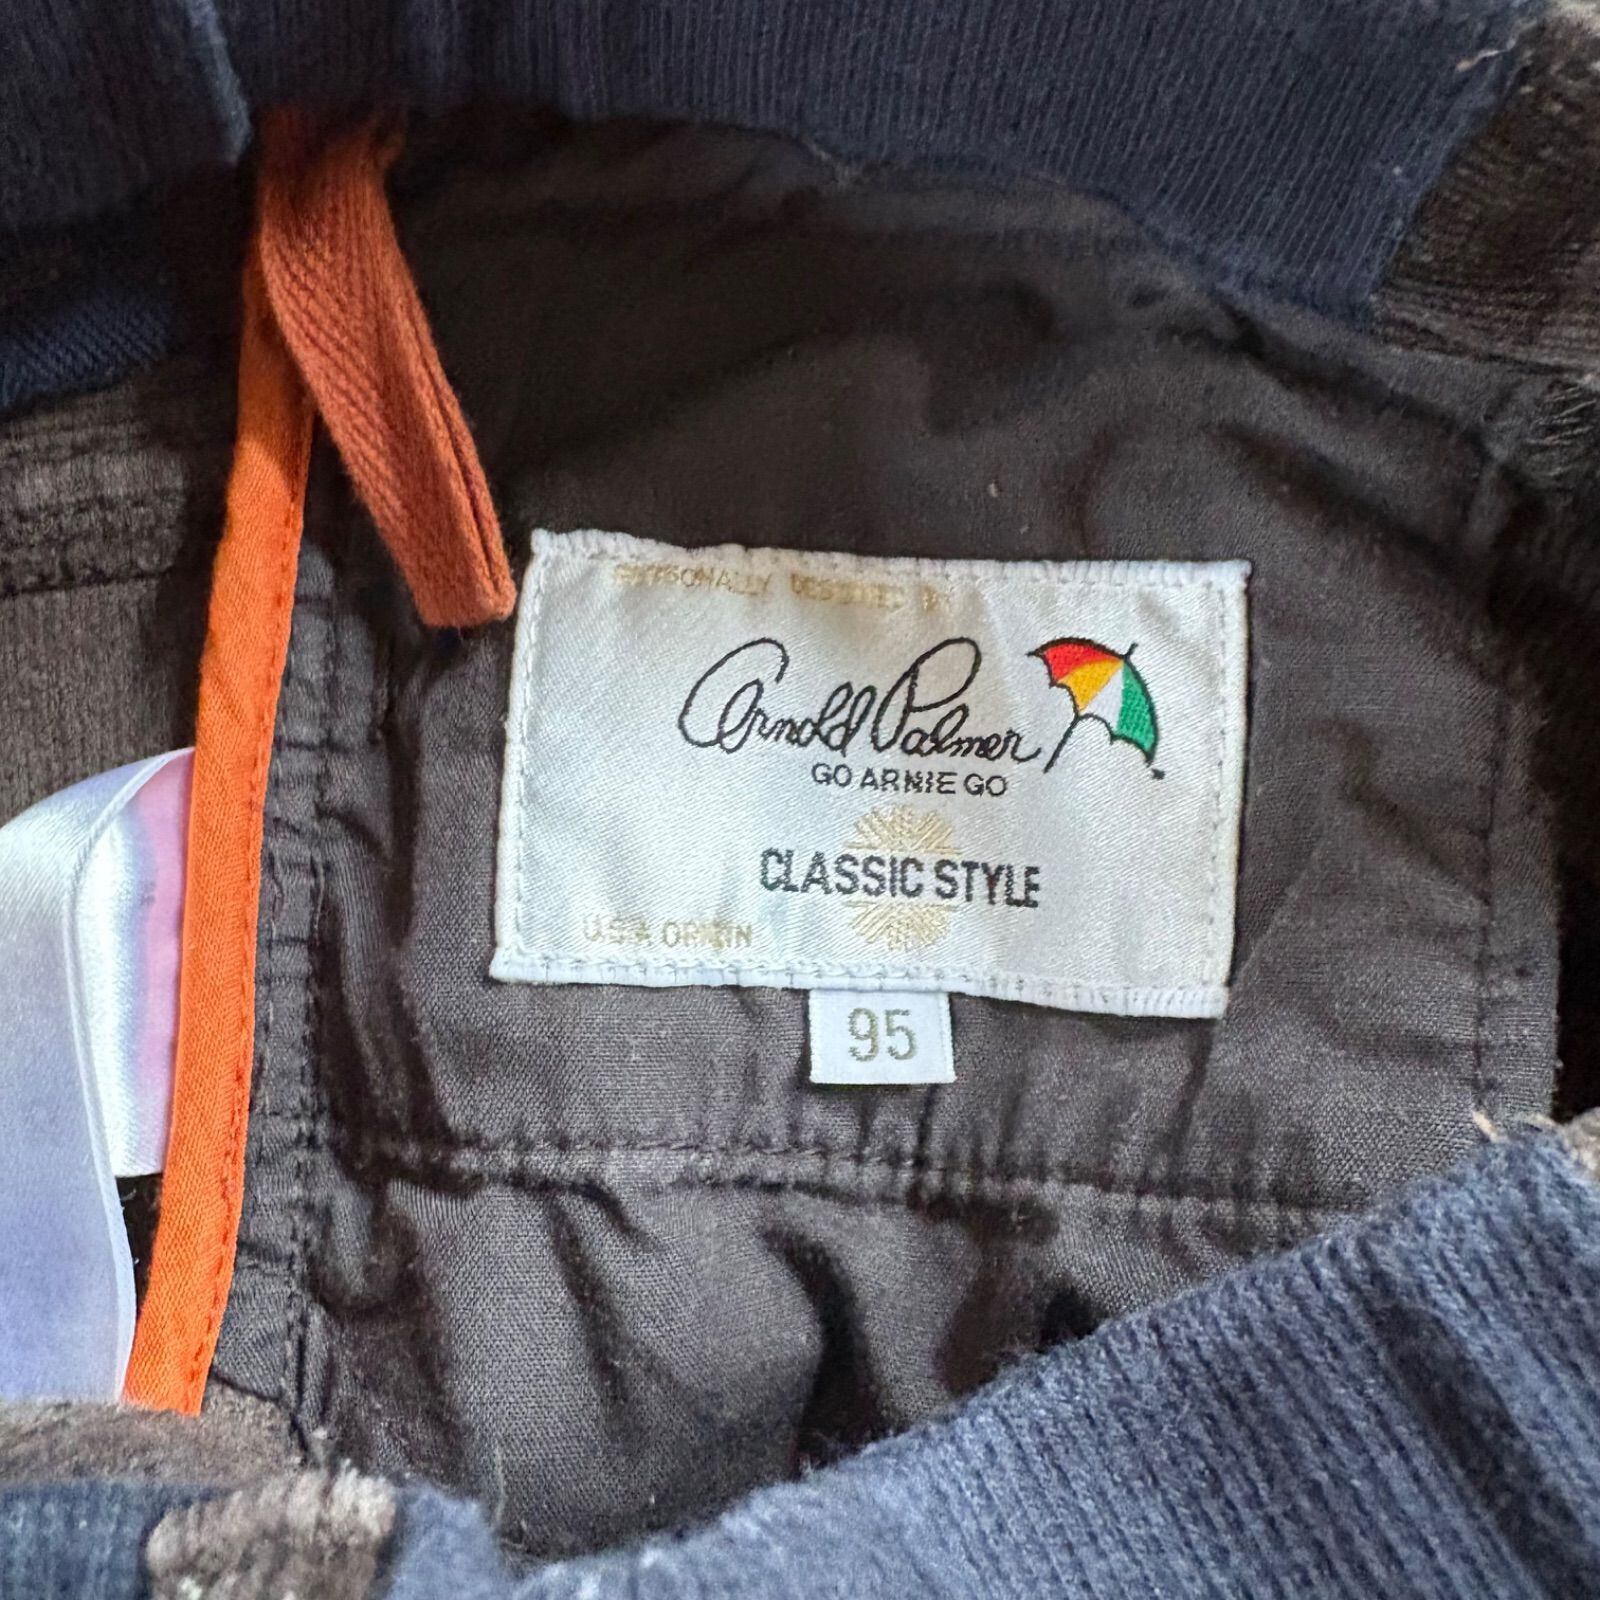 PERSONALLY DESIGNED BY
Arnold Palmer
GO ARNIE GO
CLASSIC STYLE
U.S.A ORIGIN
95